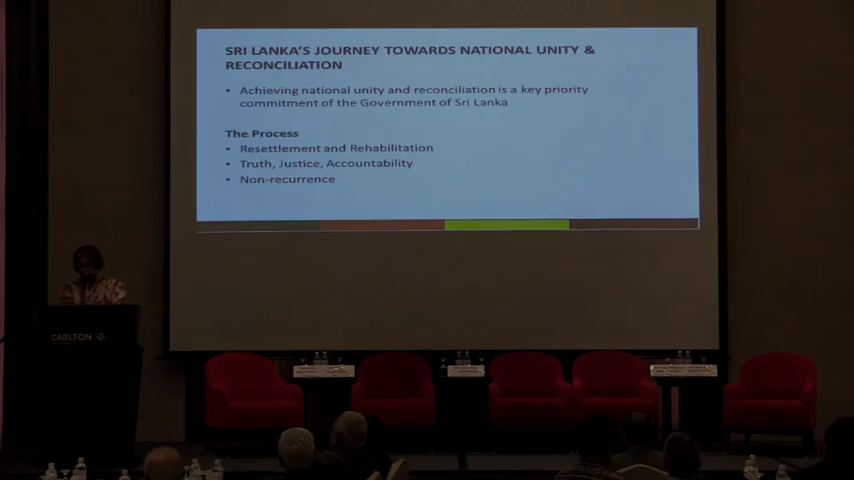 SRI LANKA'S JOURNEY TOWARDS NATIONAL UNITY &
RECONCILIATION
• Achieving national unity and reconciliation is a key priority
commitment of the Government of Sri Lanka
The Process
• Resettlement and Rehabilitation
• Truth, Justice, Accountability
• Non-recurrence
CARLTON